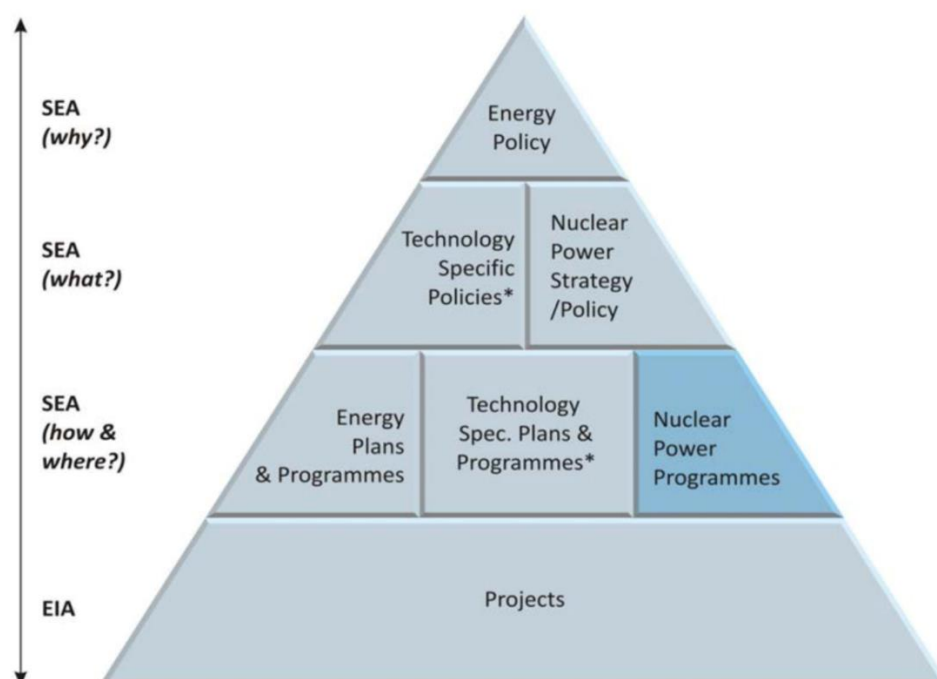 SEA
(why?)
Energy
Policy
SEA
(what?)
Technology
Specific
Policies*
Nuclear
Power
Strategy
/Policy
SEA
(how &
where?)
Energy
Plans
& Programmes
Technology
Spec. Plans &
Programmes*
Nuclear
Power
Programmes
EIA
Projects